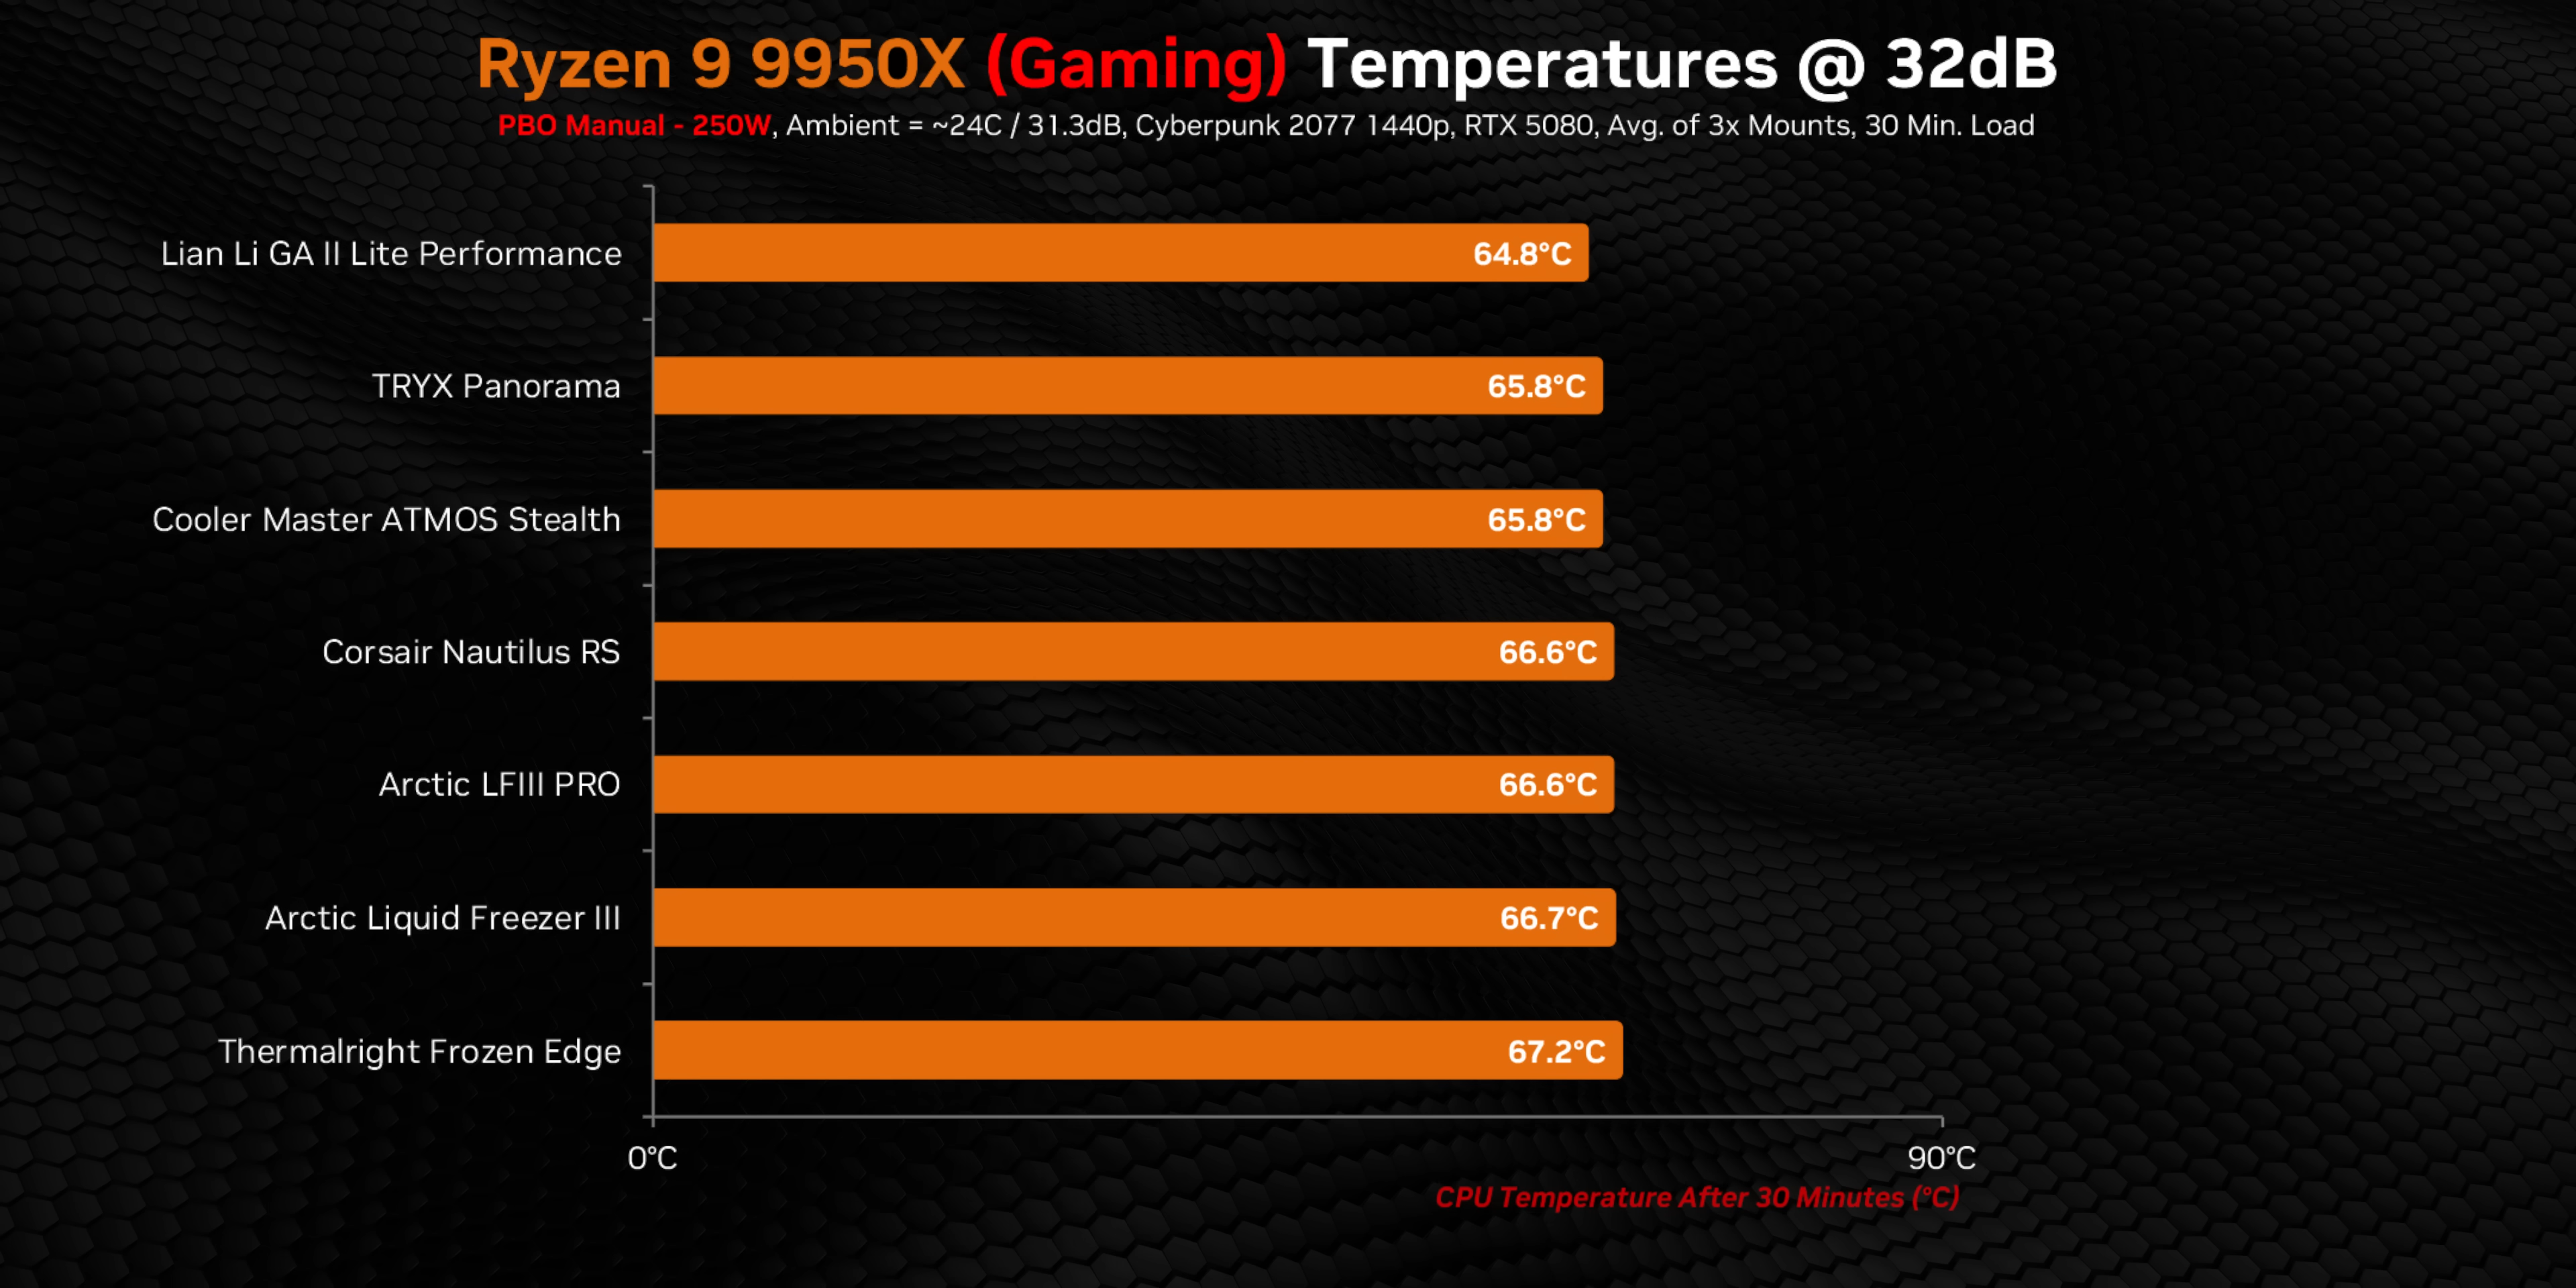 Ryzen 9 9950X (Gaming) Temperatures @ 32dB
PBO Manual - 250W, Ambient = ~24C / 31.3dB, Cyberpunk 2077 1440p, RTX 5080, Avg. of 3x Mounts, 30 Min. Load
Lian Li GA II Lite Performance 64.8°C
TRYX Panorama 65.8°C
Cooler Master ATMOS Stealth 65.8°C
Corsair Nautilus RS 66.6°C
Arctic LFIII PRO 66.6°C
Arctic Liquid Freezer III 66.7°C
Thermalright Frozen Edge 67.2°C
0°C 90°C
CPU Temperature After 30 Minutes (°C)